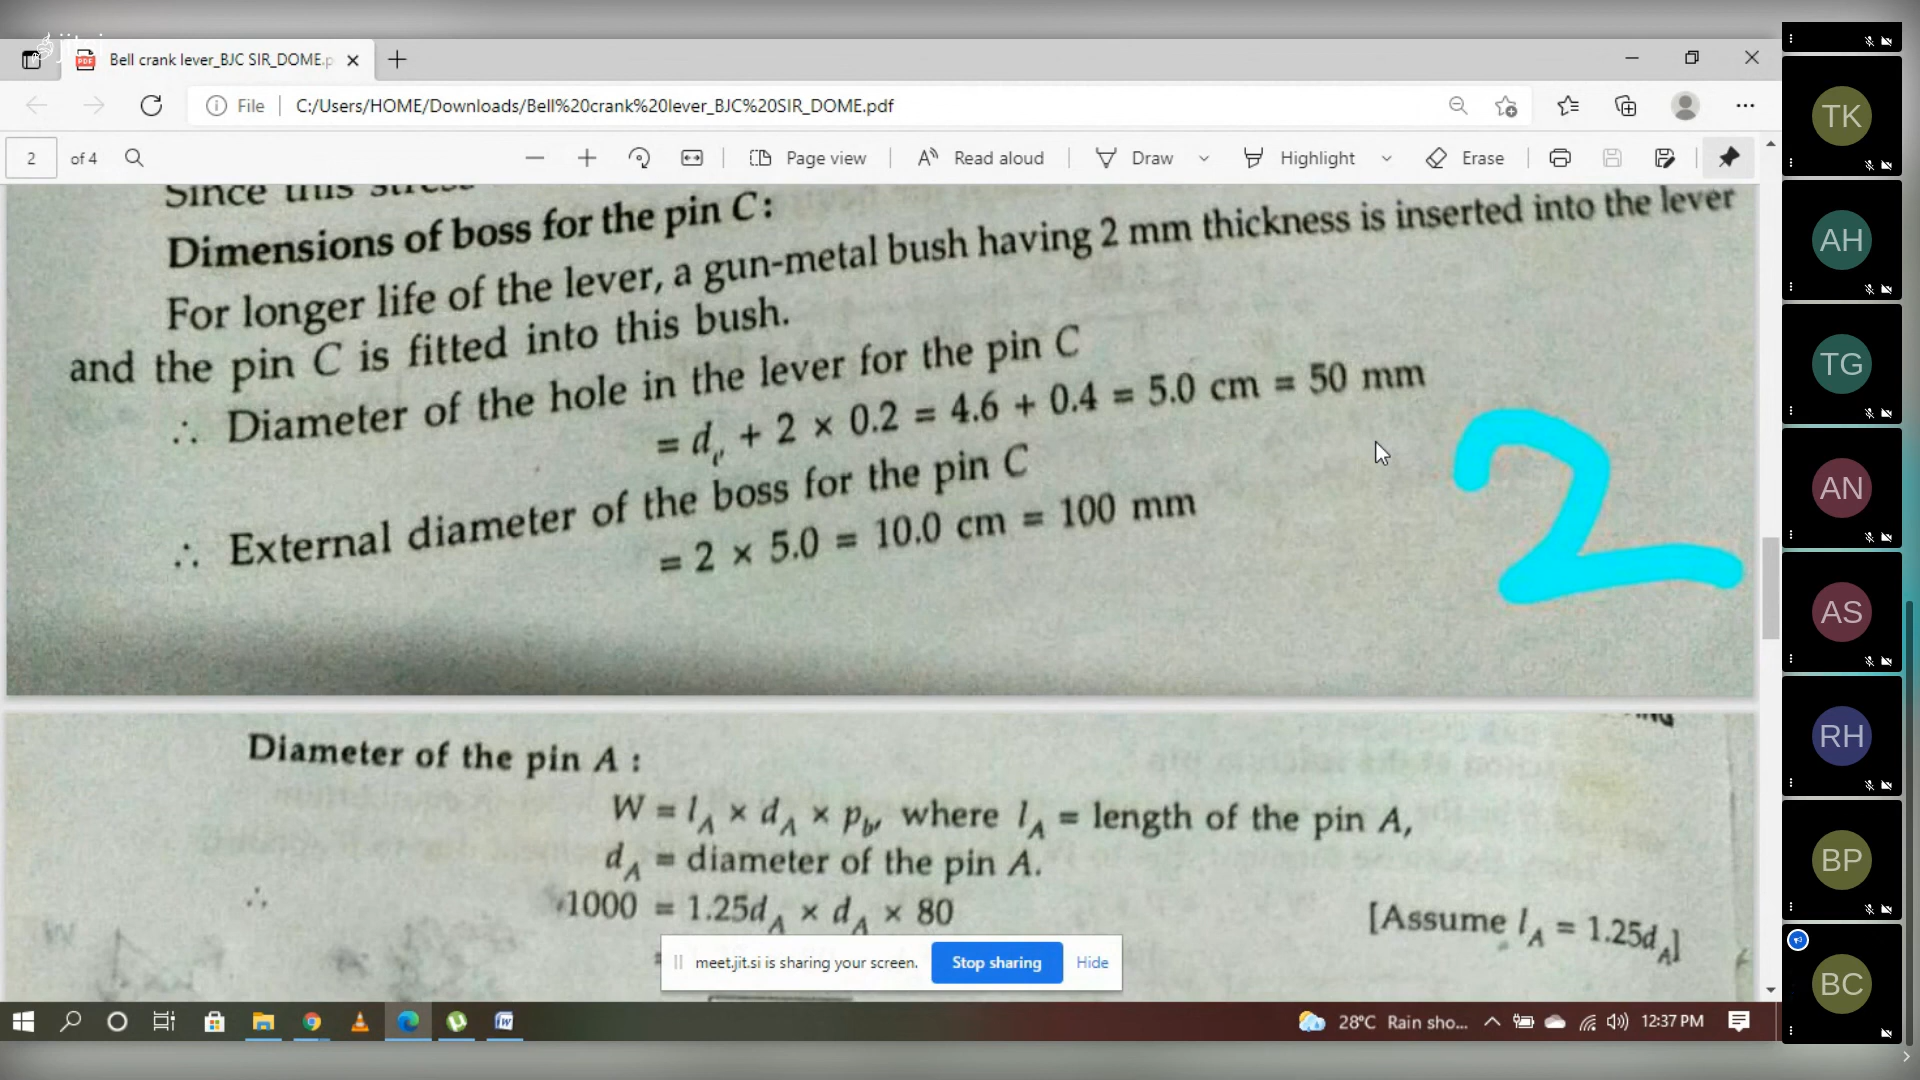 jitsi
Bell crank lever_BJC SIR_DOME.p
File
C:/Users/HOME/Downloads/Bell%20crank%20lever_BJC%20SIR_DOME.pdf
2 of 4
Page view
Read aloud
Draw
Highlight
Erase
Since this stress
Dimensions of boss for the pin C:
For longer life of the lever, a gun-metal bush having 2 mm thickness is inserted into the lever
and the pin C is fitted into this bush.
∴ Diameter of the hole in the lever for the pin C
= d + 2 × 0.2 = 4.6 + 0.4 = 5.0 cm = 50 mm
∴ External diameter of the boss for the pin C
= 2 × 5.0 = 10.0 cm = 100 mm
2
Diameter of the pin A :
W = l_A × d_A × p_b, where l_A = length of the pin A,
d_A = diameter of the pin A.
∴ 1000 = 1.25d_A × d_A × 80 [Assume l_A = 1.25d_A]
meet.jit.si is sharing your screen.
Stop sharing
Hide
28°C Rain sho...
12:37 PM
TK
AH
TG
AN
AS
RH
BP
BC